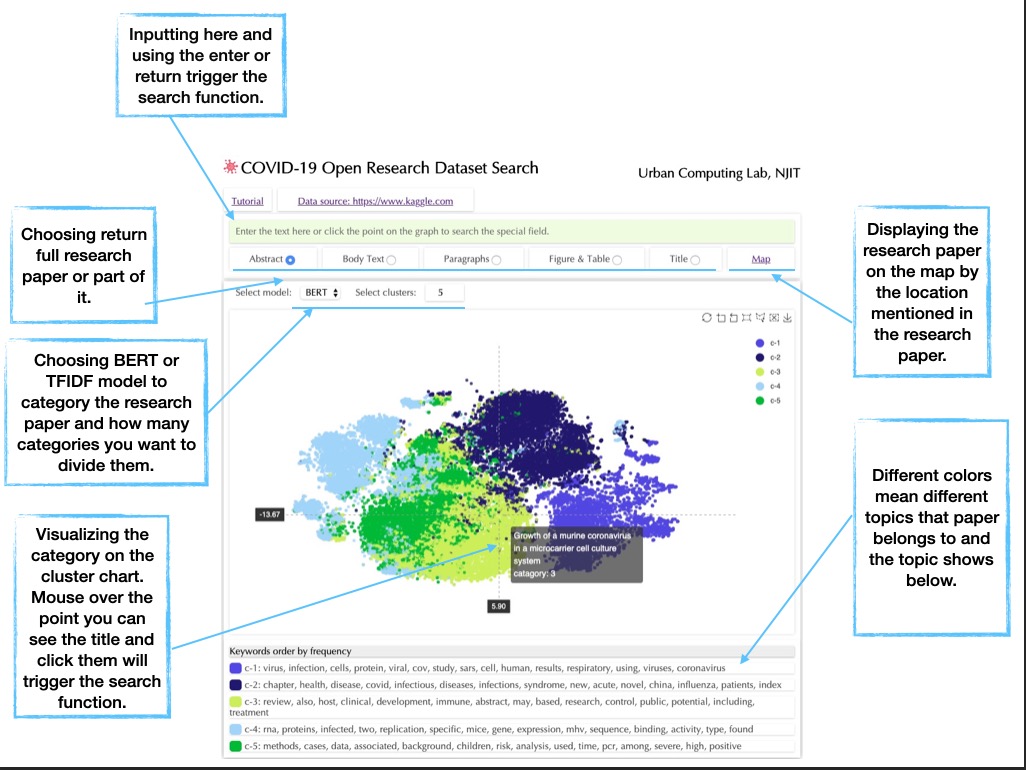 Inputting here and
using the enter or
return trigger the
search function.
COVID-19 Open Research Dataset Search
Urban Computing Lab, NJIT
Tutorial
Data source: https://www.kaggle.com
Enter the text here or click the point on the graph to search the special field.
Abstract
Body Text
Paragraphs
Figure & Table
Title
Map
Select model:
BERT
Select clusters:
5
Choosing return
full research
paper or part of
it.
Choosing BERT or
TFIDF model to
category the research
paper and how many
categories you want to
divide them.
Visualizing the
category on the
cluster chart.
Mouse over the
point you can
see the title and
click them will
trigger the search
function.
Displaying the
research paper
on the map by
the location
mentioned in
the research
paper.
Different colors
mean different
topics that paper
belongs to and
the topic shows
below.
c-1
c-2
c-3
c-4
c-5
-13.67
Growth of a murine coronavirus
in a microcarrier cell culture
system
catagory: 3
5.90
Keywords order by frequency
c-1: virus, infection, cells, protein, viral, cov, study, sars, cell, human, results, respiratory, using, viruses, coronavirus
c-2: chapter, health, disease, covid, infectious, diseases, infections, syndrome, new, acute, novel, china, influenza, patients, index
c-3: review, also, host, clinical, development, immune, abstract, may, based, research, control, public, potential, including,
treatment
c-4: rna, proteins, infected, two, replication, specific, mice, gene, expression, mhv, sequence, binding, activity, type, found
c-5: methods, cases, data, associated, background, children, risk, analysis, used, time, pcr, among, severe, high, positive